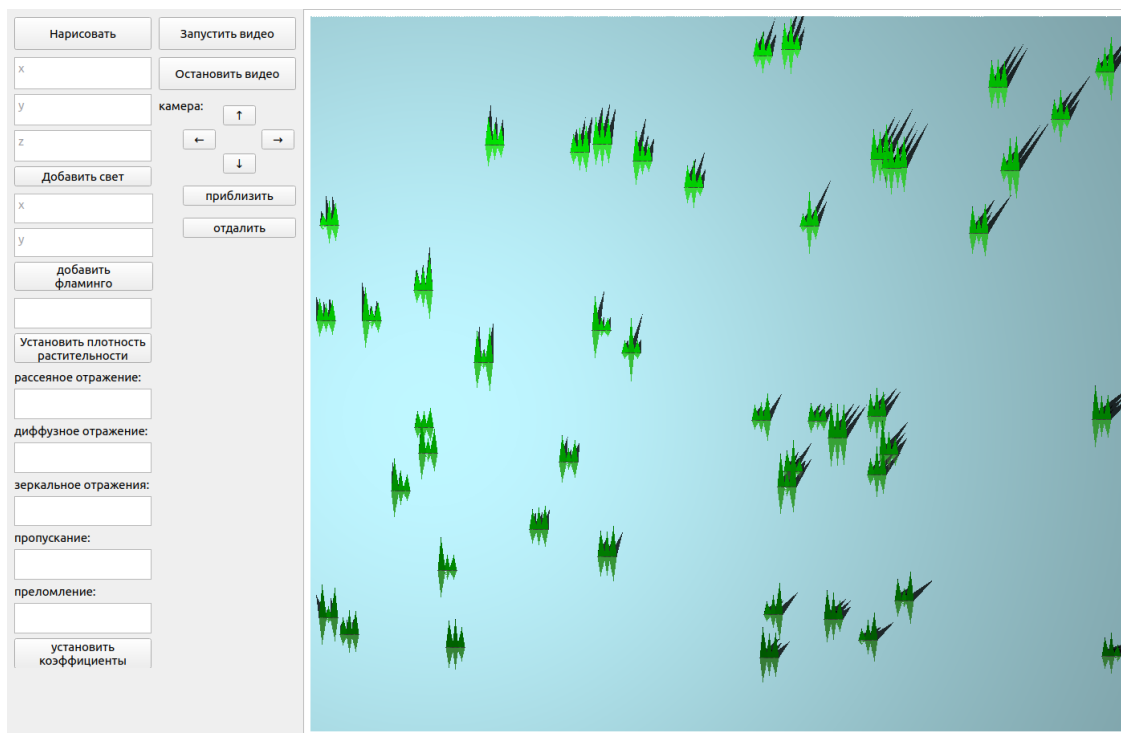 Нарисовать
Запустить видео
x
Остановить видео
y
камера:
↑
z
←
→
↓
Добавить свет
приблизить
x
отдалить
y
добавить
фламинго
Установить плотность
растительности
рассеяное отражение:
диффузное отражение:
зеркальное отражения:
пропускание:
преломление:
установить
коэффициенты